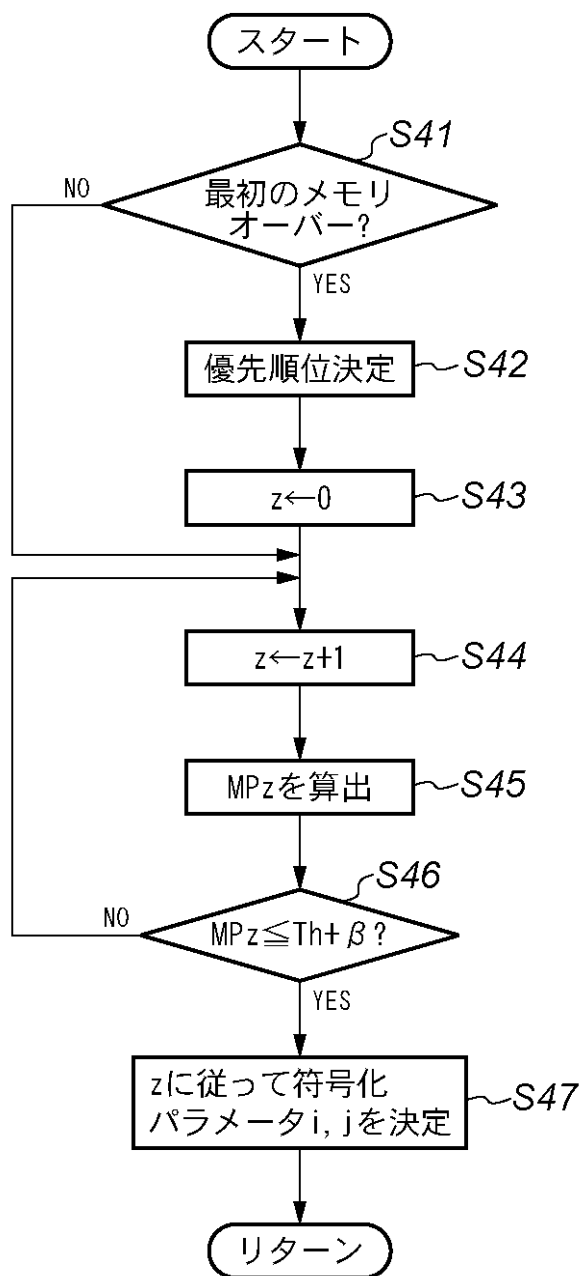 スタート
S41
NO
最初のメモリ
オーバー?
YES
優先順位決定
S42
z←0
S43
z←z+1
S44
MPzを算出
S45
S46
NO
MPz≦Th+β?
YES
zに従って符号化
パラメータi, jを決定
S47
リターン